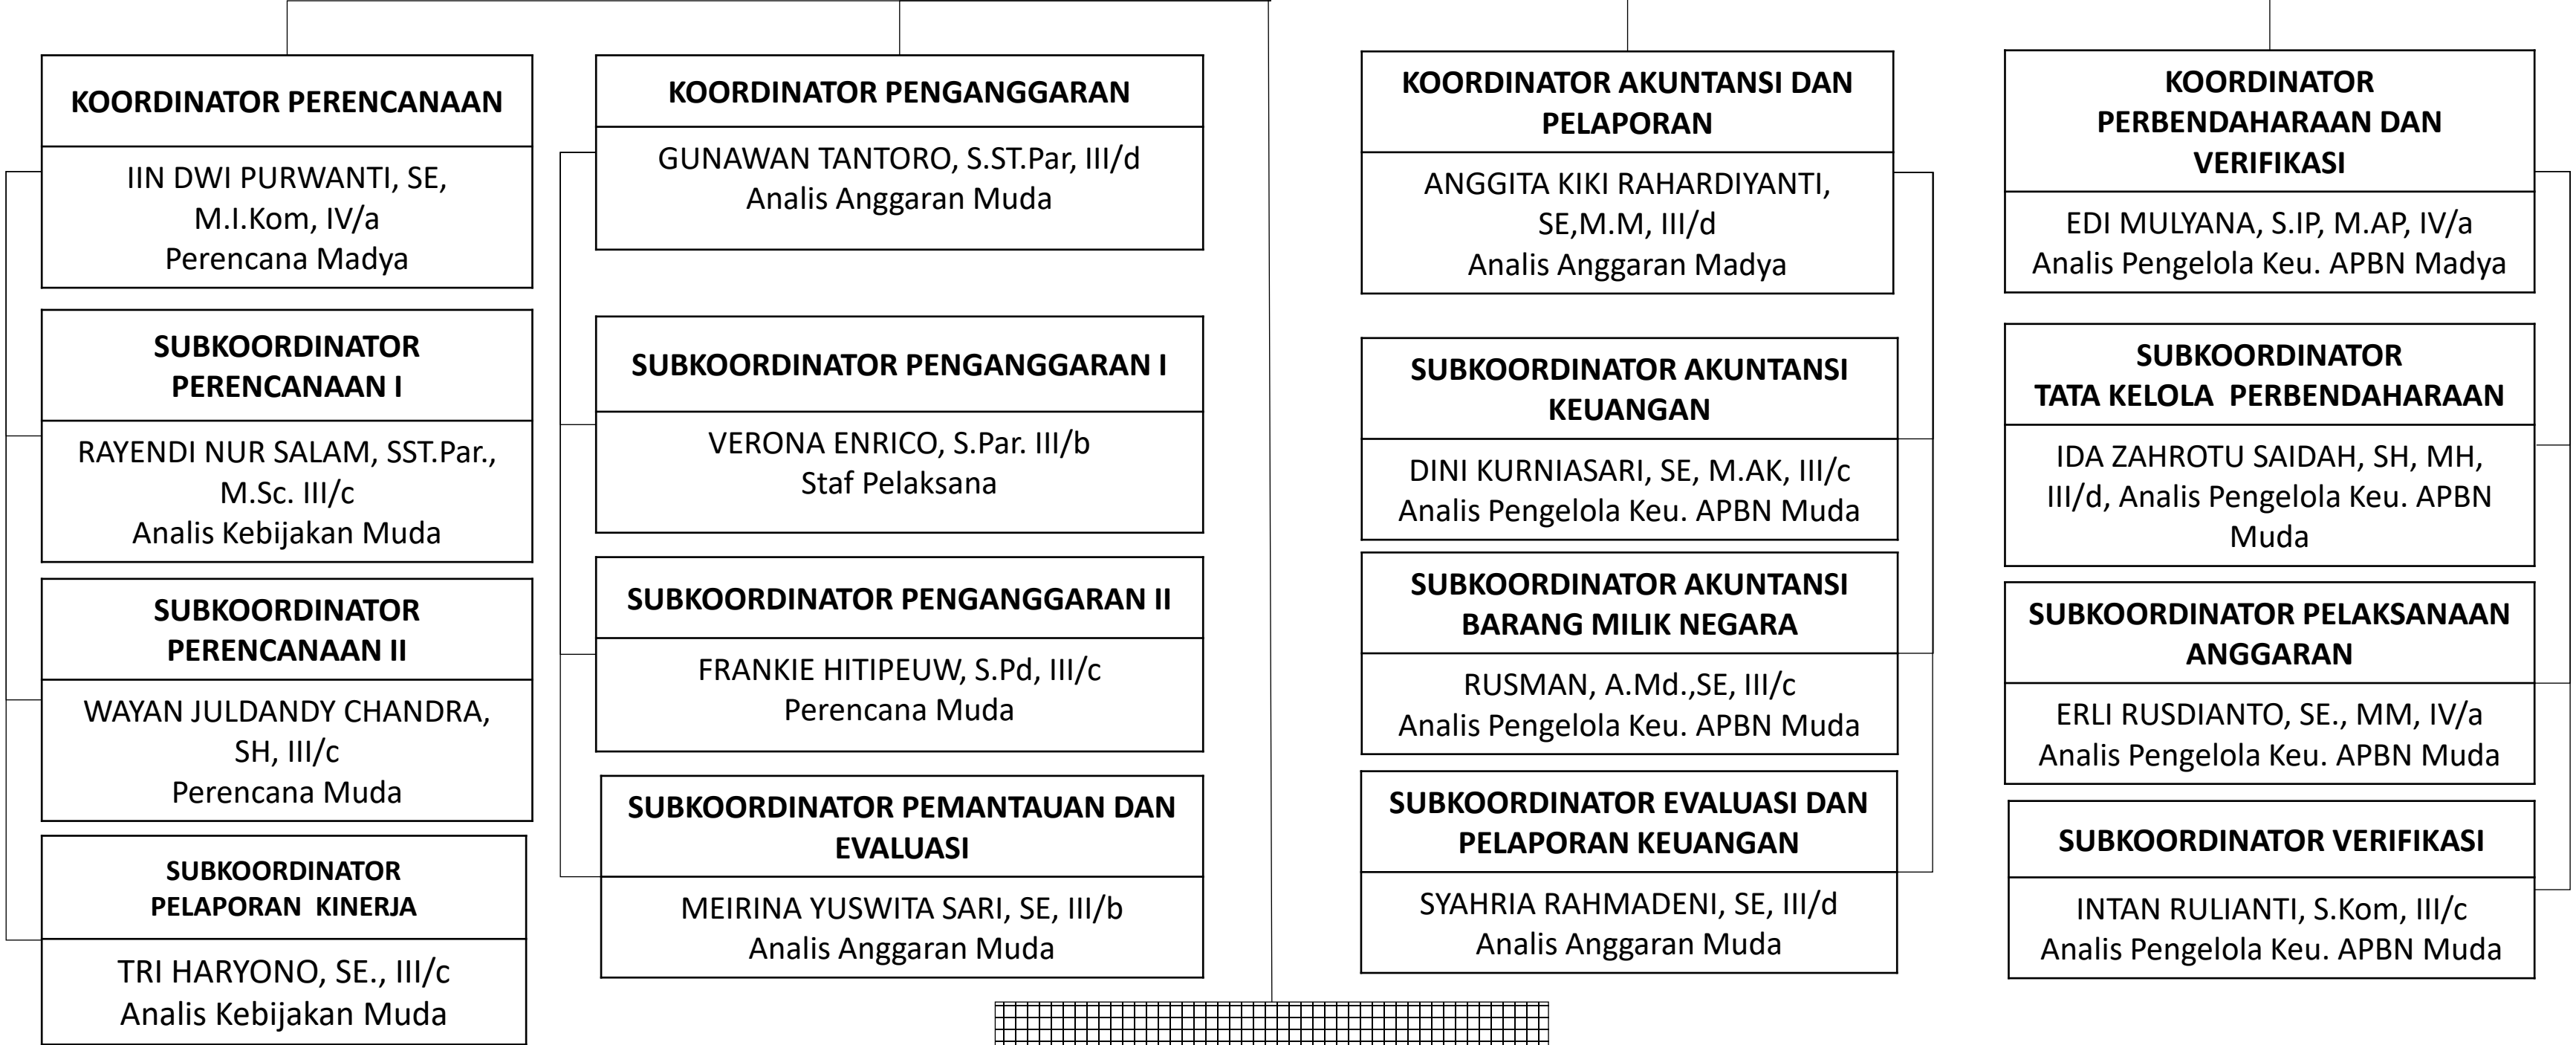 KOORDINATOR PERENCANAAN
IIN DWI PURWANTI, SE,
M.I.Kom, IV/a
Perencana Madya
SUBKOORDINATOR
PERENCANAAN I
RAYENDI NUR SALAM, SST.Par.,
M.Sc. III/c
Analis Kebijakan Muda
SUBKOORDINATOR
PERENCANAAN II
WAYAN JULDANDY CHANDRA,
SH, III/c
Perencana Muda
SUBKOORDINATOR
PELAPORAN KINERJA
TRI HARYONO, SE., III/c
Analis Kebijakan Muda
KOORDINATOR PENGANGGARAN
GUNAWAN TANTORO, S.ST.Par, III/d
Analis Anggaran Muda
SUBKOORDINATOR PENGANGGARAN I
VERONA ENRICO, S.Par. III/b
Staf Pelaksana
SUBKOORDINATOR PENGANGGARAN II
FRANKIE HITIPEUW, S.Pd, III/c
Perencana Muda
SUBKOORDINATOR PEMANTAUAN DAN
EVALUASI
MEIRINA YUSWITA SARI, SE, III/b
Analis Anggaran Muda
KOORDINATOR AKUNTANSI DAN
PELAPORAN
ANGGITA KIKI RAHARDIYANTI,
SE,M.M, III/d
Analis Anggaran Madya
SUBKOORDINATOR AKUNTANSI
KEUANGAN
DINI KURNIASARI, SE, M.AK, III/c
Analis Pengelola Keu. APBN Muda
SUBKOORDINATOR AKUNTANSI
BARANG MILIK NEGARA
RUSMAN, A.Md.,SE, III/c
Analis Pengelola Keu. APBN Muda
SUBKOORDINATOR EVALUASI DAN
PELAPORAN KEUANGAN
SYAHRIA RAHMADENI, SE, III/d
Analis Anggaran Muda
KOORDINATOR
PERBENDAHARAAN DAN
VERIFIKASI
EDI MULYANA, S.IP, M.AP, IV/a
Analis Pengelola Keu. APBN Madya
SUBKOORDINATOR
TATA KELOLA PERBENDAHARAAN
IDA ZAHROTU SAIDAH, SH, MH,
III/d, Analis Pengelola Keu. APBN
Muda
SUBKOORDINATOR PELAKSANAAN
ANGGARAN
ERLI RUSDIANTO, SE., MM, IV/a
Analis Pengelola Keu. APBN Muda
SUBKOORDINATOR VERIFIKASI
INTAN RULIANTI, S.Kom, III/c
Analis Pengelola Keu. APBN Muda